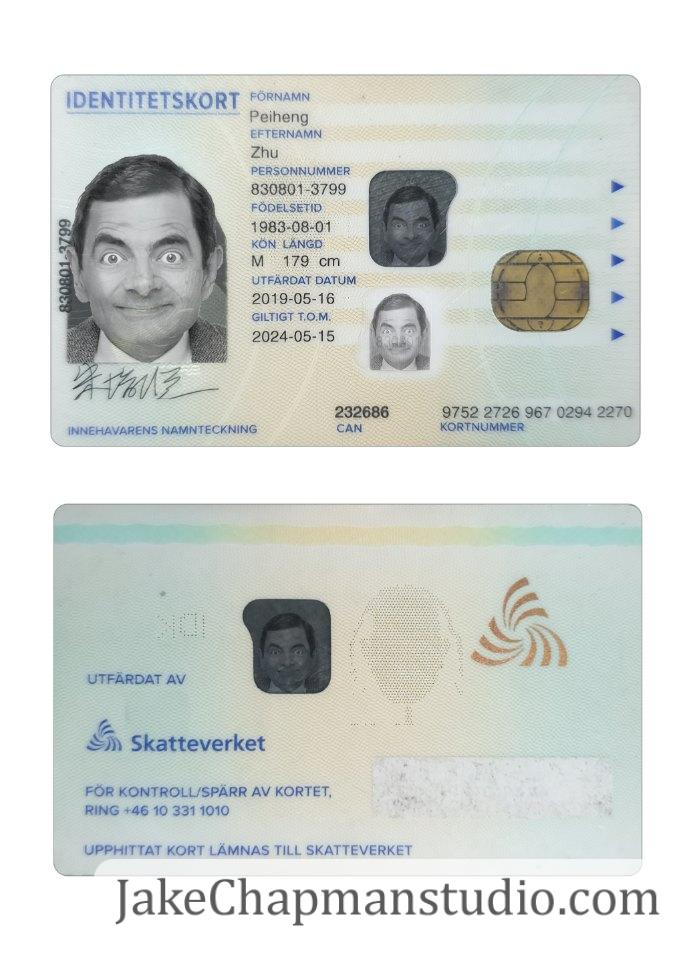 IDENTITETSKORT
FÖRNAMN
Peiheng
EFTERNAMN
Zhu
PERSONNUMMER
830801-3799
FÖDELSETID
1983-08-01
KÖN LÄNGD
M 179 cm
UTFÄRDAT DATUM
2019-05-16
GILTIGT T.O.M.
2024-05-15
830801-3799
INNEHAVARENS NAMNTECKNING
232686
CAN
9752 2726 967 0294 2270
KORTNUMMER
UTFÄRDAT AV
Skatteverket
FÖR KONTROLL/SPÄRR AV KORTET,
RING +46 10 331 1010
UPPHITTAT KORT LÄMNAS TILL SKATTEVERKET
JakeChapmanstudio.com